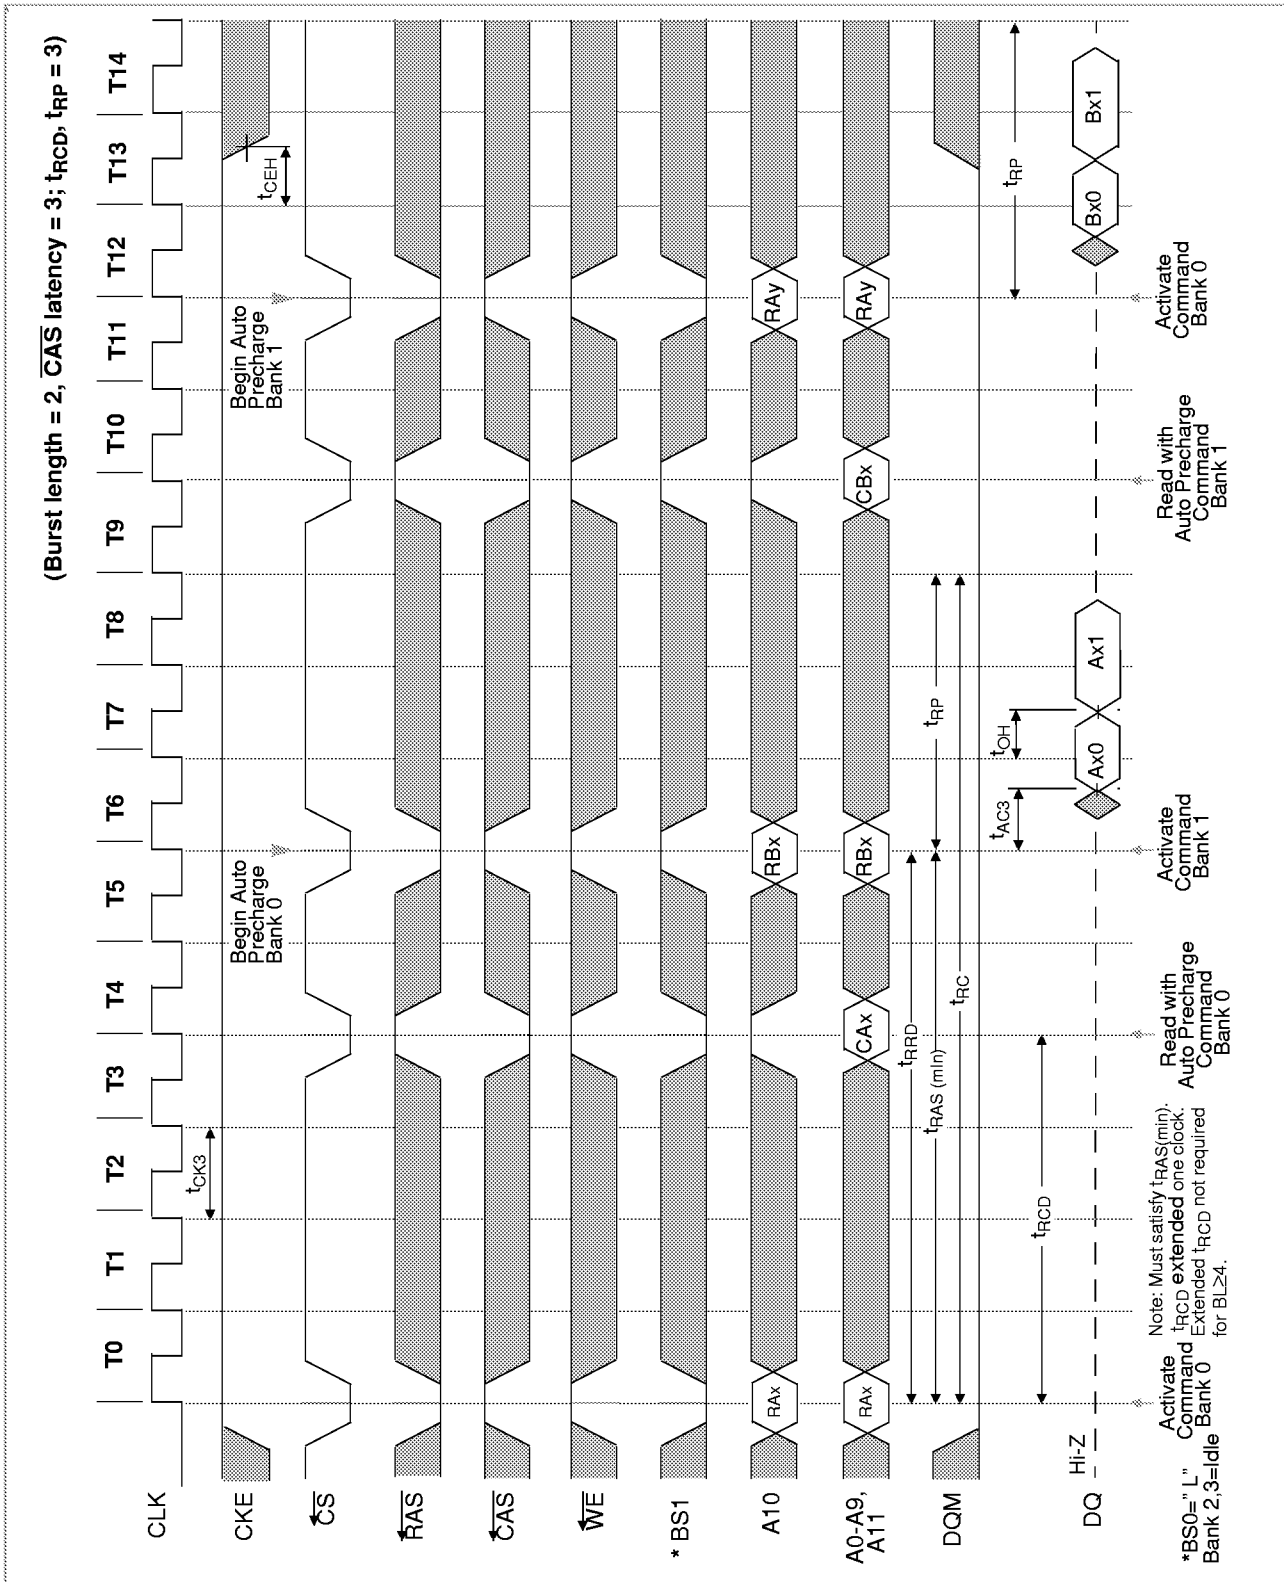 (Burst length = 2, CAS latency = 3; tRCD, tRP = 3)
T0 T1 T2 T3 T4 T5 T6 T7 T8 T9 T10 T11 T12 T13 T14
CLK
tCK3
CKE
tCEH
Begin Auto
Precharge
Bank 0
Begin Auto
Precharge
Bank 1
CS
RAS
CAS
WE
* BS1
A10
RAx RBx RAy
A0-A9,
A11
RAx CAx RBx CBx RAy
tRRD
tRAS (min)
tRP
tRC
DQM
tRCD
tAC3
tOH
tRP
Hi-Z
DQ
Ax0 Ax1 Bx0 Bx1
Activate
Command
Bank 0
Note: Must satisfy tRAS(min).
tRCD extended one clock.
Extended tRCD not required
for BL≥4.
Read with
Auto Precharge
Command
Bank 0
Activate
Command
Bank 1
Read with
Auto Precharge
Command
Bank 1
Activate
Command
Bank 0
*BS0=" L"
Bank 2,3=Idle